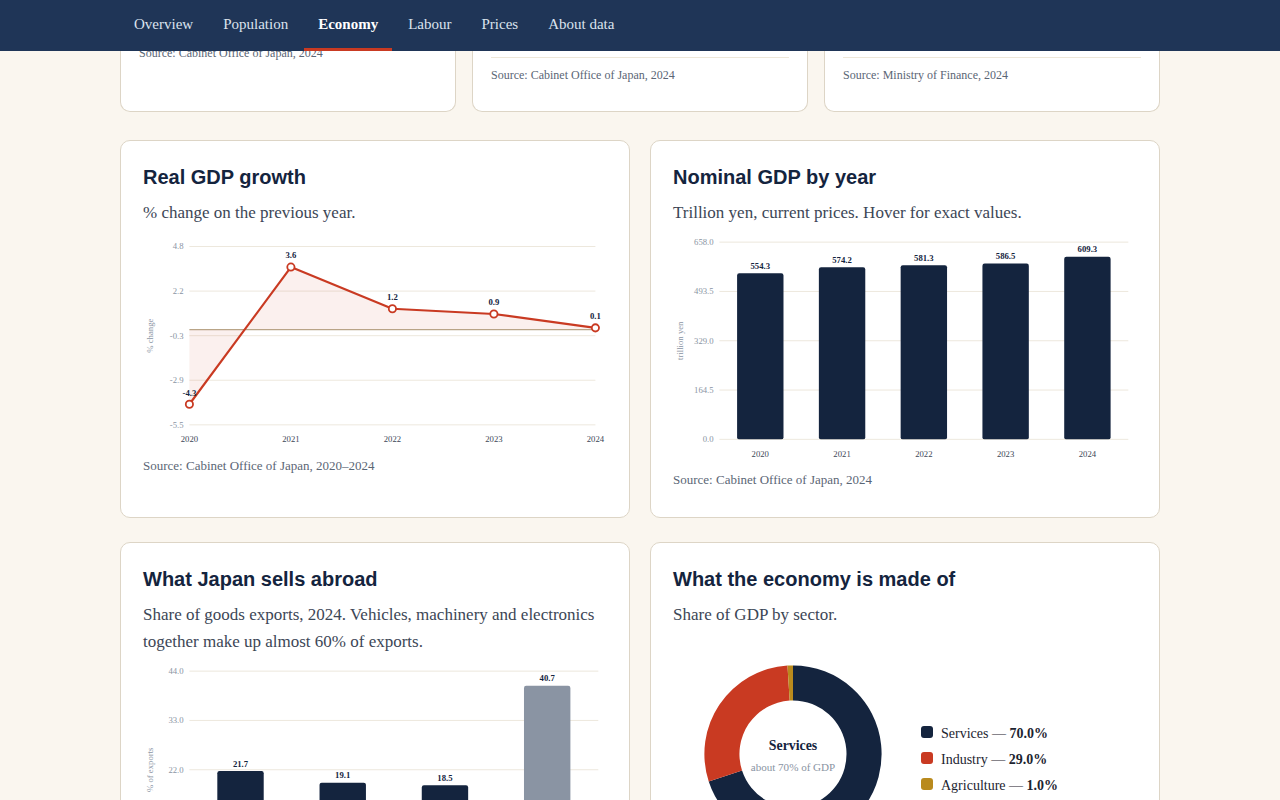 Overview Population Economy Labour Prices About data
Source: Cabinet Office of Japan, 2024
Source: Cabinet Office of Japan, 2024
Source: Ministry of Finance, 2024
Real GDP growth
% change on the previous year.
4.8
2.2
-0.3
-2.9
-5.5
% change
-4.3
3.6
1.2
0.9
0.1
2020 2021 2022 2023 2024
Source: Cabinet Office of Japan, 2020–2024
Nominal GDP by year
Trillion yen, current prices. Hover for exact values.
658.0
493.5
329.0
164.5
0.0
trillion yen
554.3
574.2
581.3
586.5
609.3
2020 2021 2022 2023 2024
Source: Cabinet Office of Japan, 2024
What Japan sells abroad
Share of goods exports, 2024. Vehicles, machinery and electronics
together make up almost 60% of exports.
44.0
33.0
22.0
% of exports
21.7
19.1
18.5
40.7
What the economy is made of
Share of GDP by sector.
Services
about 70% of GDP
Services — 70.0%
Industry — 29.0%
Agriculture — 1.0%